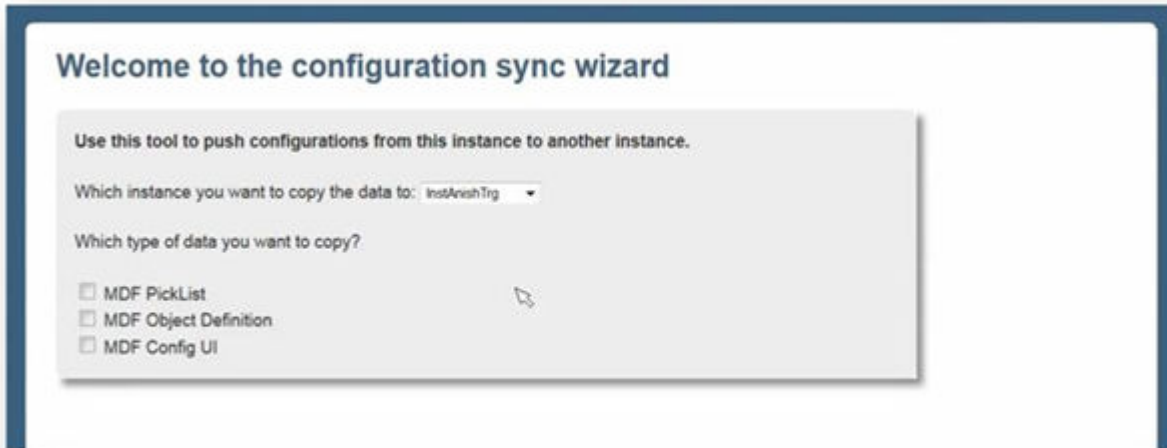 Welcome to the configuration sync wizard
Use this tool to push configurations from this instance to another instance.
Which instance you want to copy the data to: InstAnishTrg
Which type of data you want to copy?
MDF PickList
MDF Object Definition
MDF Config UI